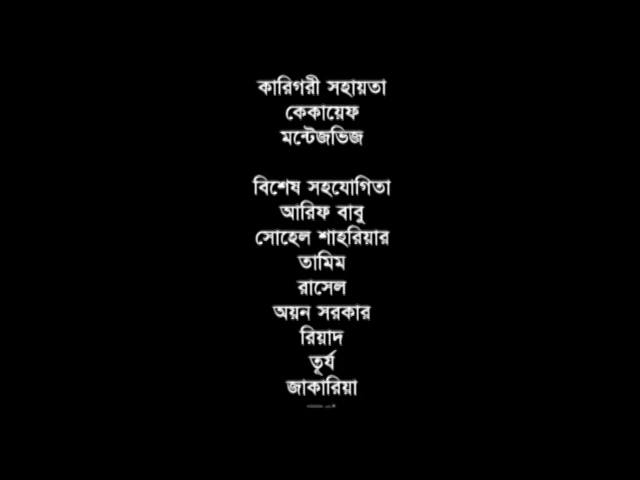 কারিগরী সহায়তা
কেকায়েফ
মন্টেজভিজ
বিশেষ সহযোগিতা
আরিফ বাবু
সোহেল শাহরিয়ার
তামিম
রাসেল
অয়ন সরকার
রিয়াদ
তূর্য
জাকারিয়া